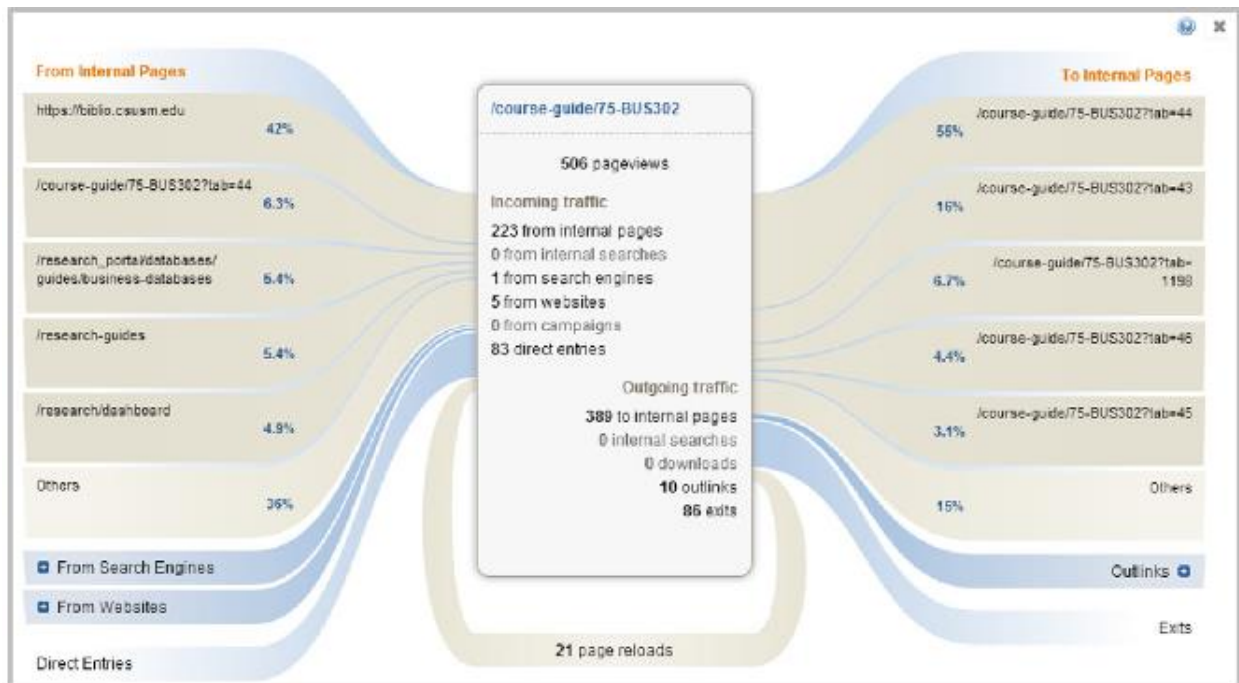 From Internal Pages
https://biblio.csusm.edu
42%
/course-guide/75-BUS302?tab=44
6.3%
/research_portal/databases/
guides/business-databases
5.4%
/research-guides
5.4%
/research/dashboard
4.9%
Others
36%
From Search Engines
From Websites
Direct Entries
/course-guide/75-BUS302
506 pageviews
Incoming traffic
223 from internal pages
0 from internal searches
1 from search engines
5 from websites
0 from campaigns
83 direct entries
Outgoing traffic
389 to internal pages
0 internal searches
0 downloads
10 outlinks
86 exits
21 page reloads
To Internal Pages
/course-guide/75-BUS302?tab=44
56%
/course-guide/75-BUS302?tab=43
16%
/course-guide/75-BUS302?tab=
1198
6.7%
/course-guide/75-BUS302?tab=46
4.4%
/course-guide/75-BUS302?tab=45
3.1%
Others
15%
Outlinks
Exits